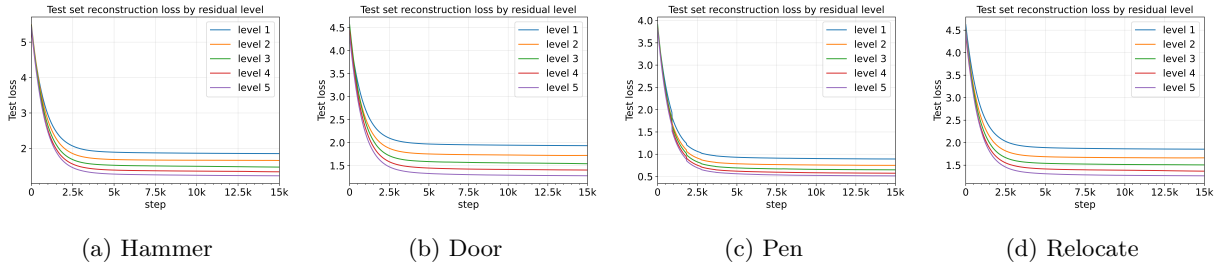 Test set reconstruction loss by residual level
Test loss
5
4
3
2
0 2.5k 5k 7.5k 10k 12.5k 15k
step
level 1
level 2
level 3
level 4
level 5
(a) Hammer
Test set reconstruction loss by residual level
Test loss
4.5
4.0
3.5
3.0
2.5
2.0
1.5
0 2.5k 5k 7.5k 10k 12.5k 15k
step
level 1
level 2
level 3
level 4
level 5
(b) Door
Test set reconstruction loss by residual level
Test loss
4.0
3.5
3.0
2.5
2.0
1.5
1.0
0.5
0 2.5k 5k 7.5k 10k 12.5k 15k
step
level 1
level 2
level 3
level 4
level 5
(c) Pen
Test set reconstruction loss by residual level
Test loss
4.5
4.0
3.5
3.0
2.5
2.0
1.5
0 2.5k 5k 7.5k 10k 12.5k 15k
step
level 1
level 2
level 3
level 4
level 5
(d) Relocate